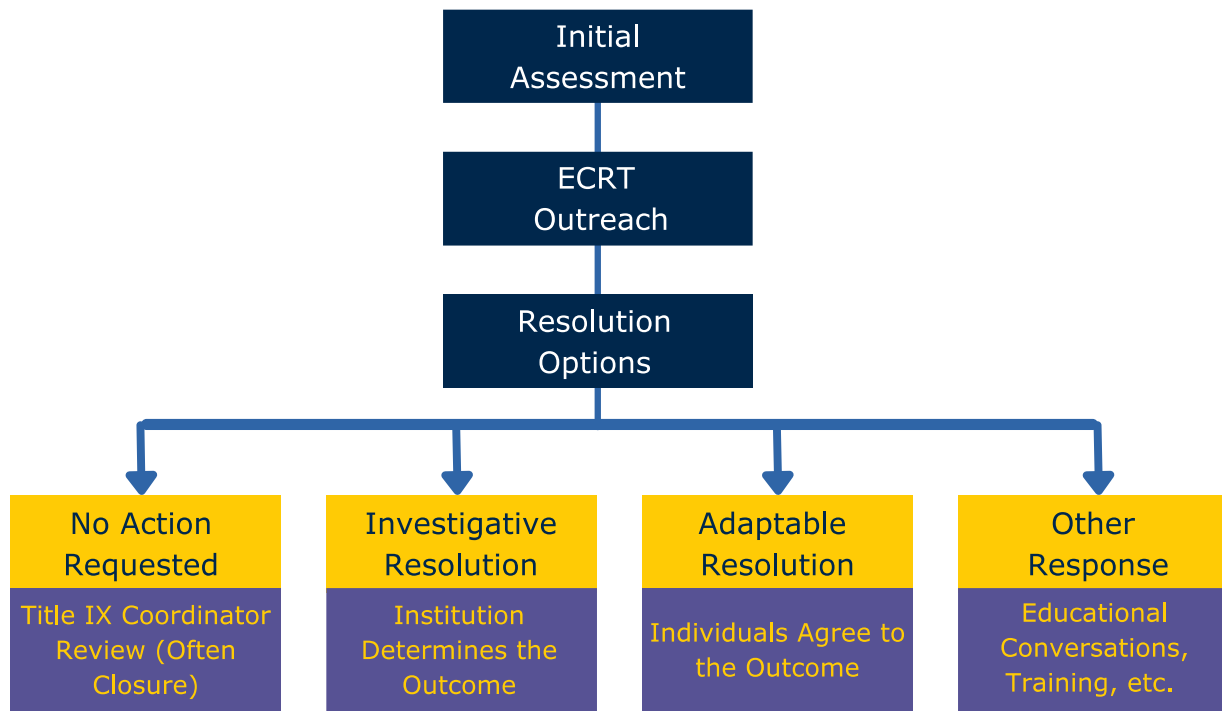 Initial
Assessment
ECRT
Outreach
Resolution
Options
No Action
Requested
Title IX Coordinator
Review (Often
Closure)
Investigative
Resolution
Institution
Determines the
Outcome
Adaptable
Resolution
Individuals Agree to
the Outcome
Other
Response
Educational
Conversations,
Training, etc.